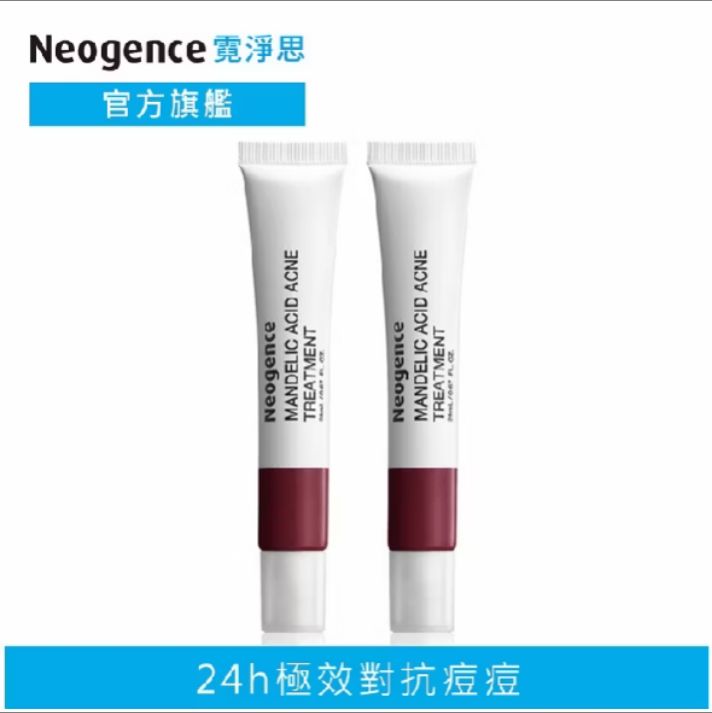 Neogence 霓淨思
官方旗艦
Neogence
MANDELIC ACID ACNE
TREATMENT
Neogence
MANDELIC ACID ACNE
TREATMENT
24h極效對抗痘痘